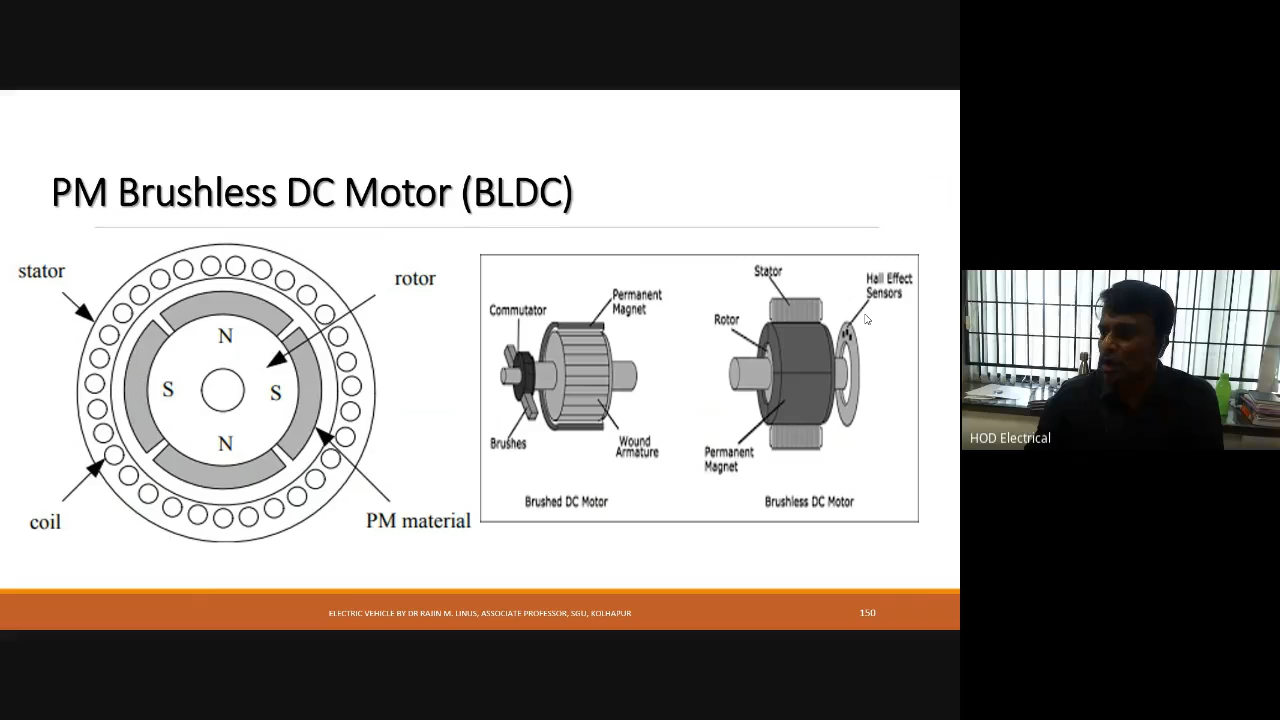 PM Brushless DC Motor (BLDC)
stator
rotor
N
S
S
N
coil
PM material
Commutator
Permanent
Magnet
Brushes
Wound
Armature
Brushed DC Motor
Stator
Hall Effect
Sensors
Rotor
Permanent
Magnet
Brushless DC Motor
ELECTRIC VEHICLE BY DR RAJIN M. LINUS, ASSOCIATE PROFESSOR, SGU, KOLHAPUR
150
HOD Electrical